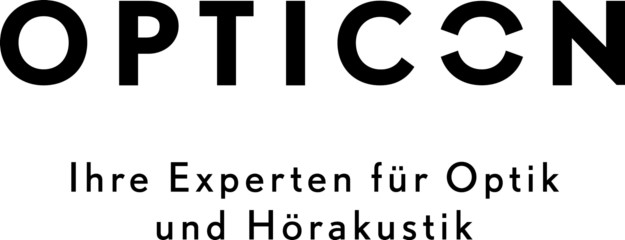 OPTICON
Ihre Experten für Optik
und Hörakustik